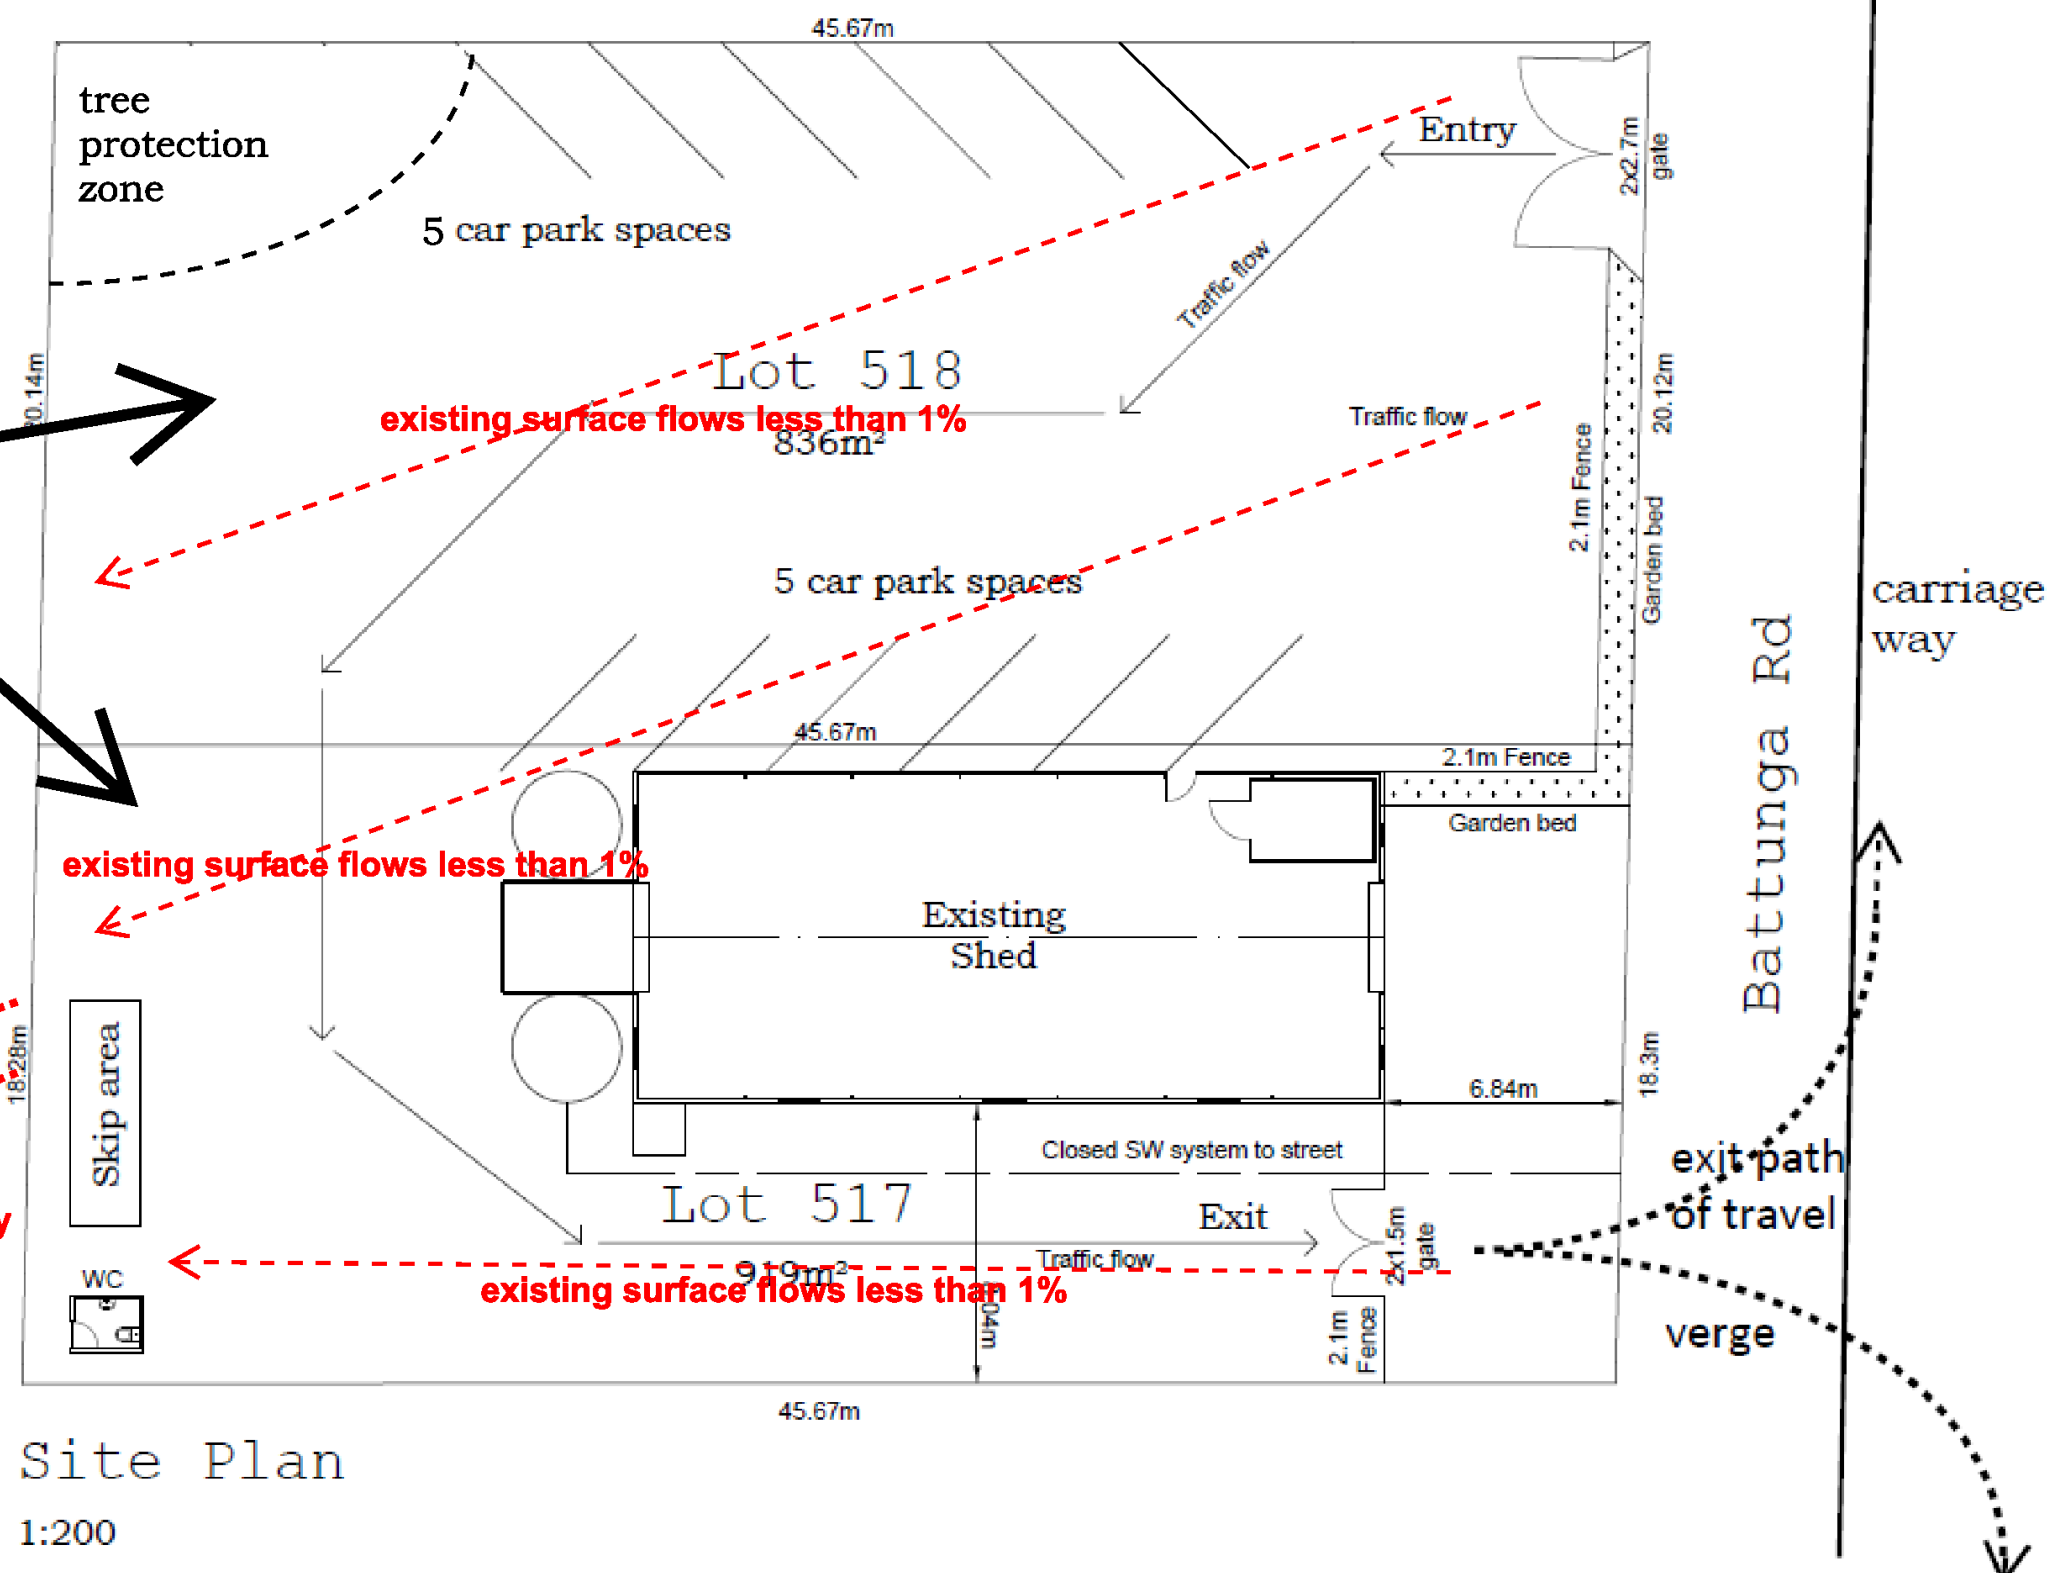 45.67m
tree
protection
zone
Entry
2x2.7m
gate
5 car park spaces
Traffic flow
Lot 518
20.14m
20.12m
existing surface flows less than 1%
Traffic flow
836m²
2.1m Fence
Garden bed
5 car park spaces
carriage
way
Battunga Rd
45.67m
2.1m Fence
Garden bed
existing surface flows less than 1%
Existing
Shed
Skip area
18.28m
18.3m
6.84m
Closed SW system to street
exit path
of travel
Lot 517
Exit
2x1.5m
gate
Traffic flow
919m²
existing surface flows less than 1%
WC
2.1m
Fence
verge
45.67m
Site Plan
1:200